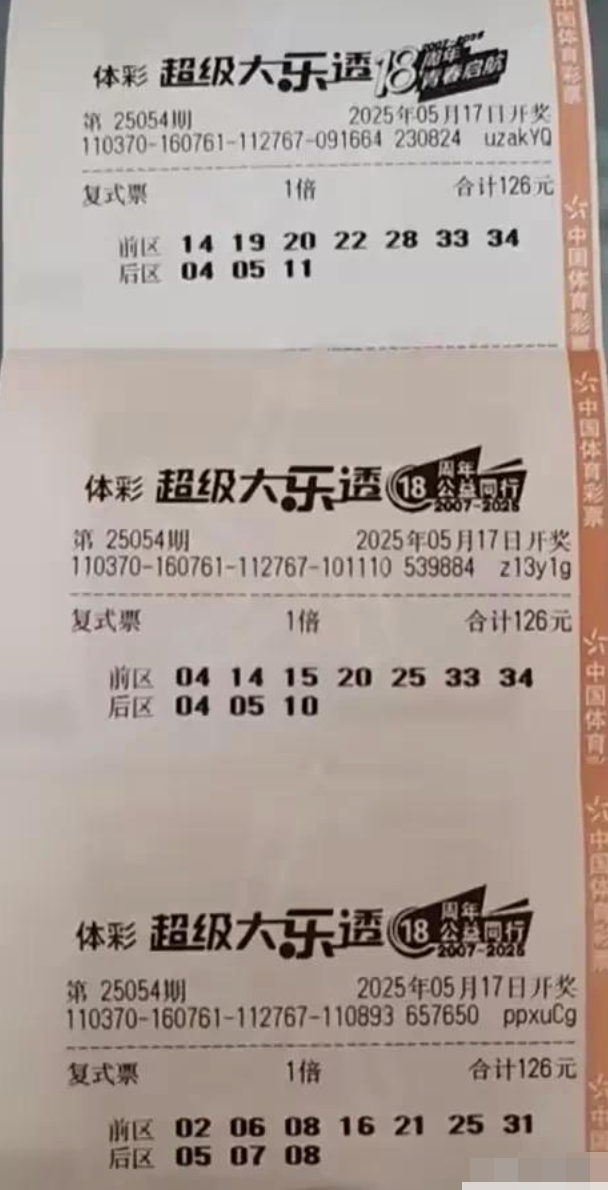 体彩 超级大乐透 18周年 青春启航
2007-2025
第 25054期 2025年05月17日开奖
110370-160761-112767-091664 230824 uzakYQ
复式票 1倍 合计126元
前区 14 19 20 22 28 33 34
后区 04 05 11
体彩 超级大乐透 18周年 公益同行
2007-2025
第 25054期 2025年05月17日开奖
110370-160761-112767-101110 539884 z13y1g
复式票 1倍 合计126元
前区 04 14 15 20 25 33 34
后区 04 05 10
体彩 超级大乐透 18周年 公益同行
2007-2025
第 25054期 2025年05月17日开奖
110370-160761-112767-110893 657650 ppxuCg
复式票 1倍 合计126元
前区 02 06 08 16 21 25 31
后区 05 07 08
中国体育彩票
中国体育彩票
中国体育彩票
中国体育
中国体育彩票
中国